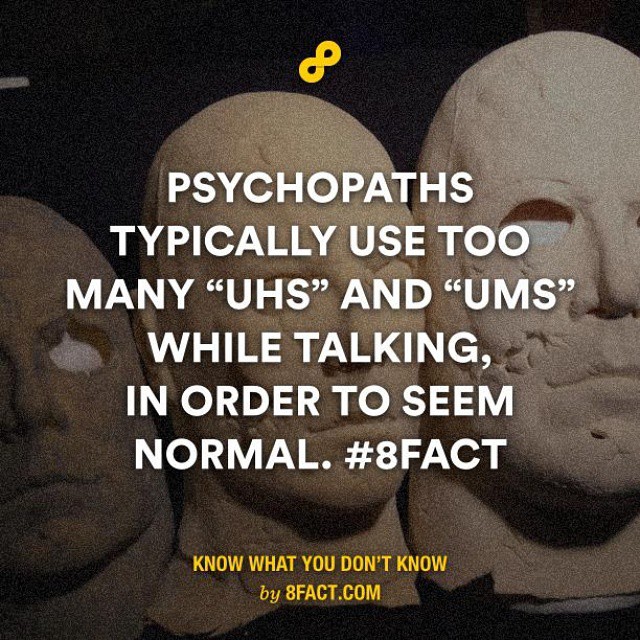 PSYCHOPATHS
TYPICALLY USE TOO
MANY “UHS” AND “UMS”
WHILE TALKING,
IN ORDER TO SEEM
NORMAL. #8FACT
KNOW WHAT YOU DON’T KNOW
by 8FACT.COM